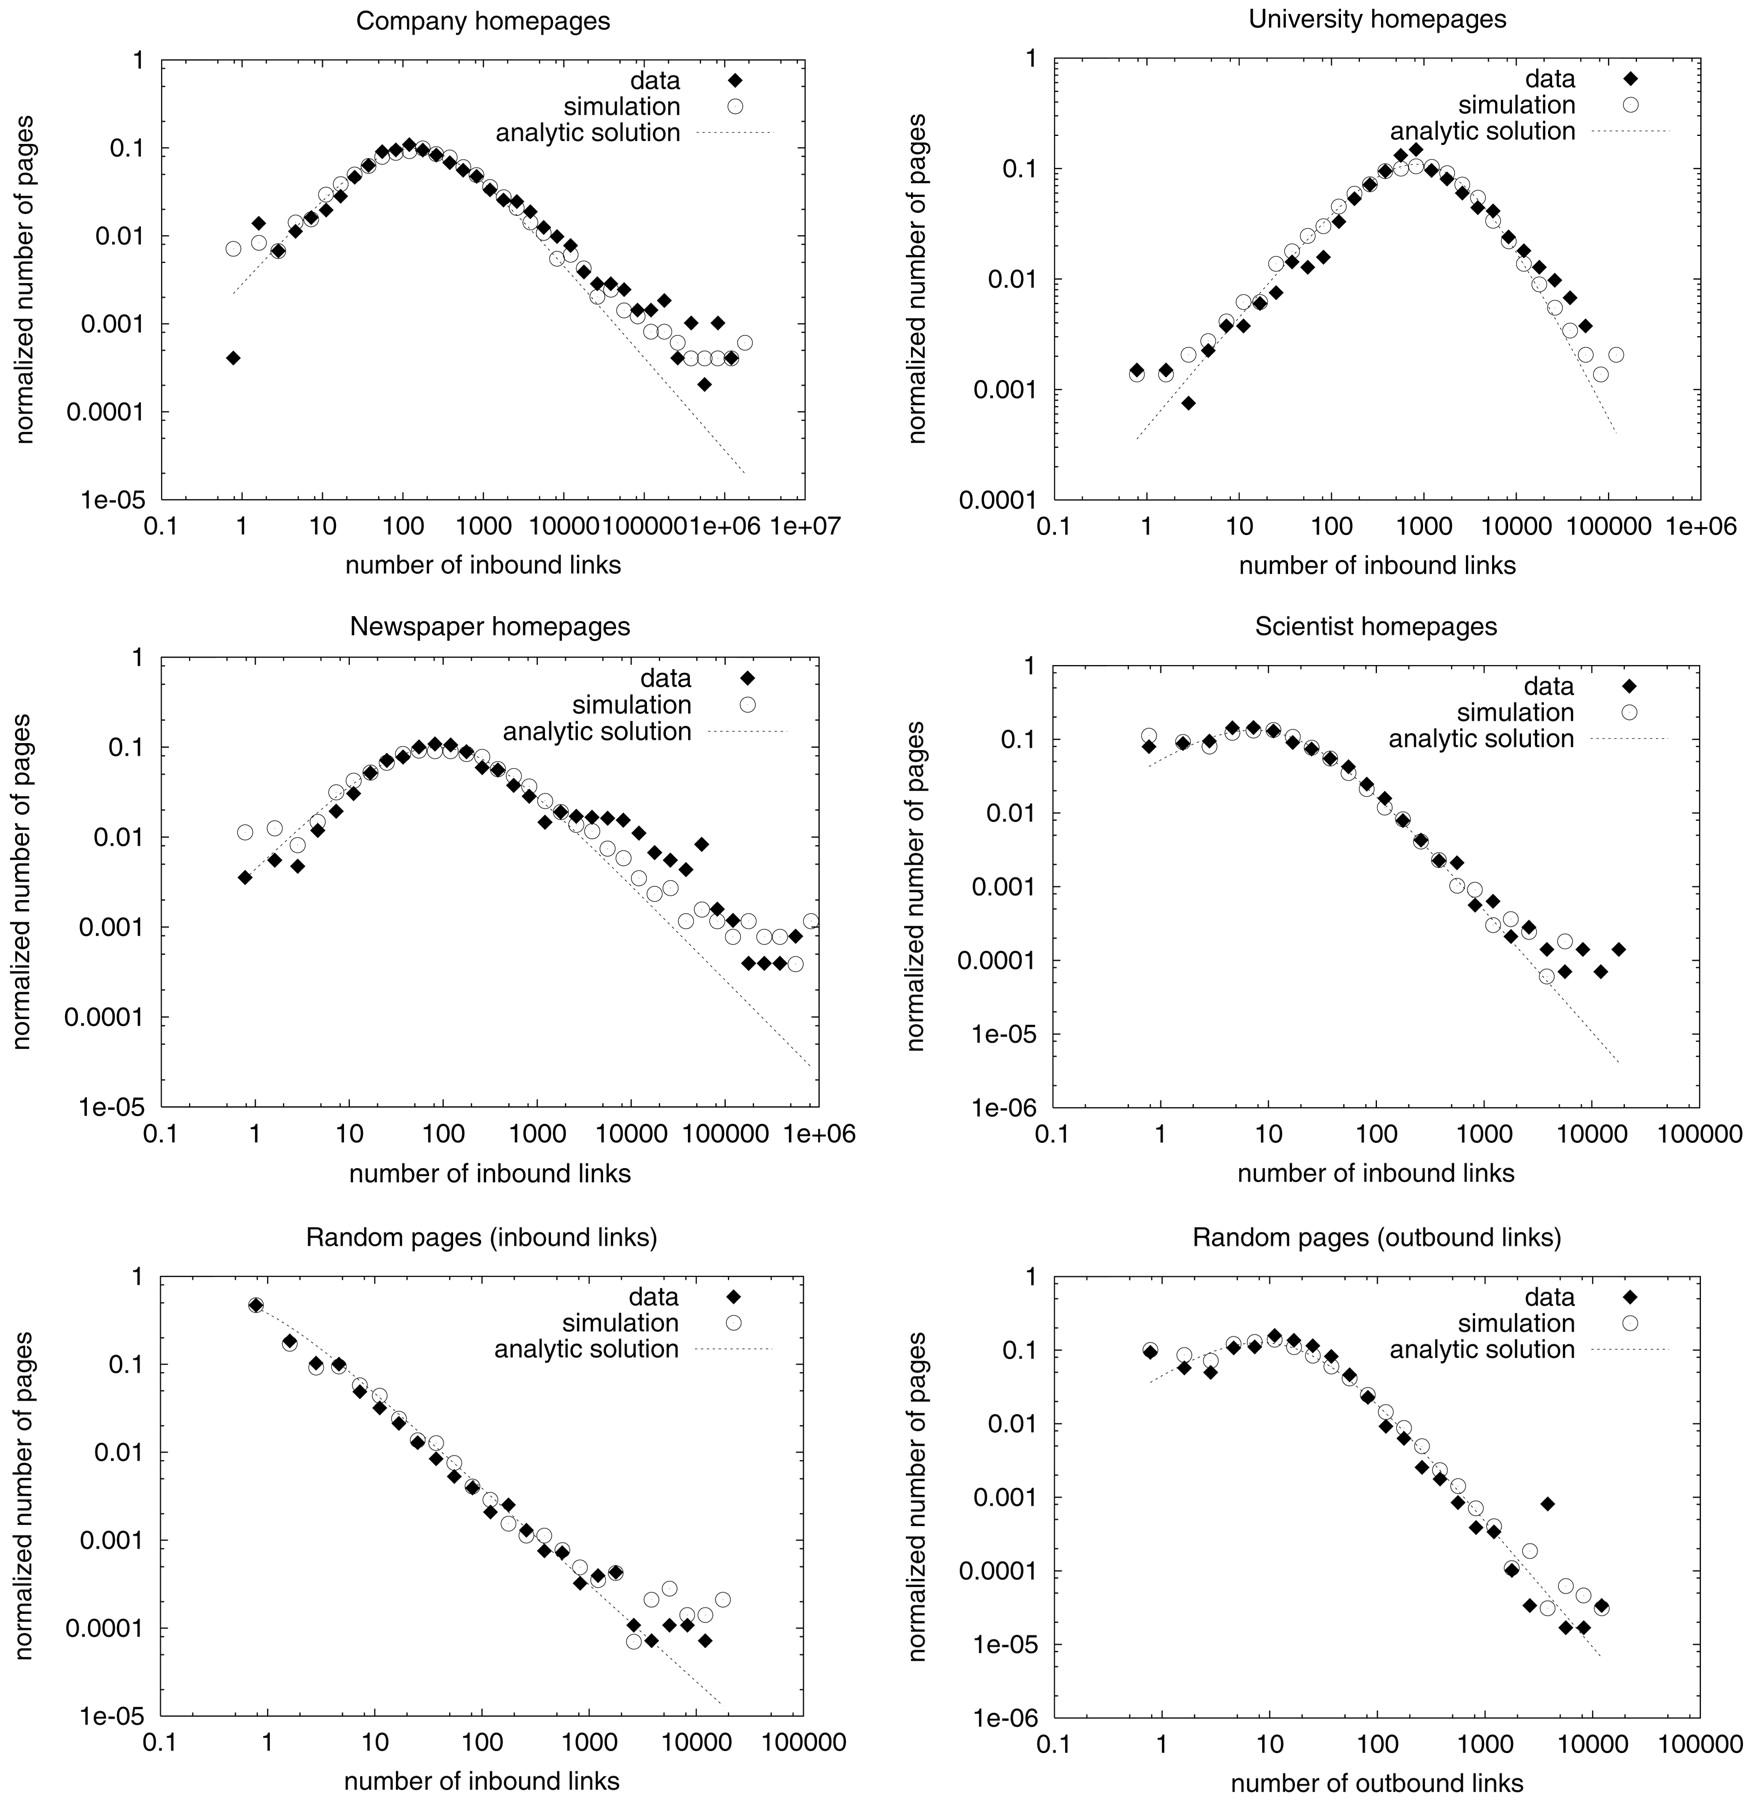 Company homepages
data
simulation
analytic solution
normalized number of pages
1
0.1
0.01
0.001
0.0001
1e-05
0.1 1 10 100 1000 10000 100000 1e+06 1e+07
number of inbound links
University homepages
data
simulation
analytic solution
normalized number of pages
1
0.1
0.01
0.001
0.0001
0.1 1 10 100 1000 10000 100000 1e+06
number of inbound links
Newspaper homepages
data
simulation
analytic solution
normalized number of pages
1
0.1
0.01
0.001
0.0001
1e-05
0.1 1 10 100 1000 10000 100000 1e+06
number of inbound links
Scientist homepages
data
simulation
analytic solution
normalized number of pages
1
0.1
0.01
0.001
0.0001
1e-05
1e-06
0.1 1 10 100 1000 10000 100000
number of inbound links
Random pages (inbound links)
data
simulation
analytic solution
normalized number of pages
1
0.1
0.01
0.001
0.0001
1e-05
0.1 1 10 100 1000 10000 100000
number of inbound links
Random pages (outbound links)
data
simulation
analytic solution
normalized number of pages
1
0.1
0.01
0.001
0.0001
1e-05
1e-06
0.1 1 10 100 1000 10000 100000
number of outbound links